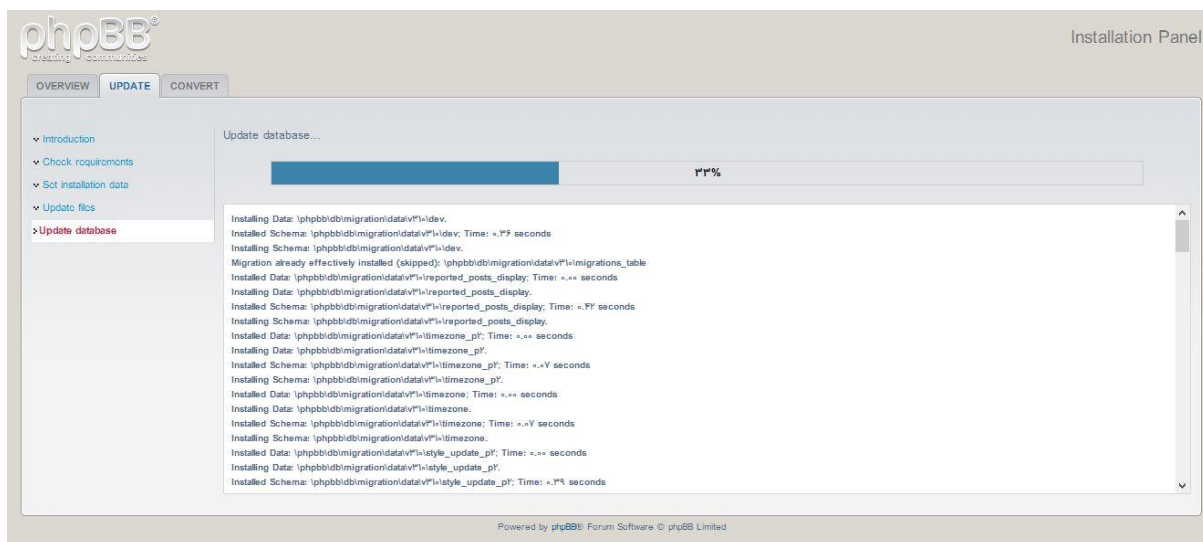 phpBB®
creating communities
Installation Panel
OVERVIEW
UPDATE
CONVERT
Introduction
Check requirements
Set installation data
Update files
Update database
Update database...
۳۳%
Installing Data: \phpbb\db\migration\data\v۳۱۰\dev.
Installed Schema: \phpbb\db\migration\data\v۳۱۰\dev; Time: ۰.۳۶ seconds
Installing Schema: \phpbb\db\migration\data\v۳۱۰\dev.
Migration already effectively installed (skipped): \phpbb\db\migration\data\v۳۱۰\migrations_table
Installed Data: \phpbb\db\migration\data\v۳۱۰\reported_posts_display; Time: ۰.۰۰ seconds
Installing Data: \phpbb\db\migration\data\v۳۱۰\reported_posts_display.
Installed Schema: \phpbb\db\migration\data\v۳۱۰\reported_posts_display; Time: ۰.۴۲ seconds
Installing Schema: \phpbb\db\migration\data\v۳۱۰\reported_posts_display.
Installed Data: \phpbb\db\migration\data\v۳۱۰\timezone_p۲; Time: ۰.۰۰ seconds
Installing Data: \phpbb\db\migration\data\v۳۱۰\timezone_p۲.
Installed Schema: \phpbb\db\migration\data\v۳۱۰\timezone_p۲; Time: ۰.۰۷ seconds
Installing Schema: \phpbb\db\migration\data\v۳۱۰\timezone_p۲.
Installed Data: \phpbb\db\migration\data\v۳۱۰\timezone; Time: ۰.۰۰ seconds
Installing Data: \phpbb\db\migration\data\v۳۱۰\timezone.
Installed Schema: \phpbb\db\migration\data\v۳۱۰\timezone; Time: ۰.۰۷ seconds
Installing Schema: \phpbb\db\migration\data\v۳۱۰\timezone.
Installed Data: \phpbb\db\migration\data\v۳۱۰\style_update_p۲; Time: ۰.۰۰ seconds
Installing Data: \phpbb\db\migration\data\v۳۱۰\style_update_p۲.
Installed Schema: \phpbb\db\migration\data\v۳۱۰\style_update_p۲; Time: ۰.۳۹ seconds
Powered by phpBB® Forum Software © phpBB Limited